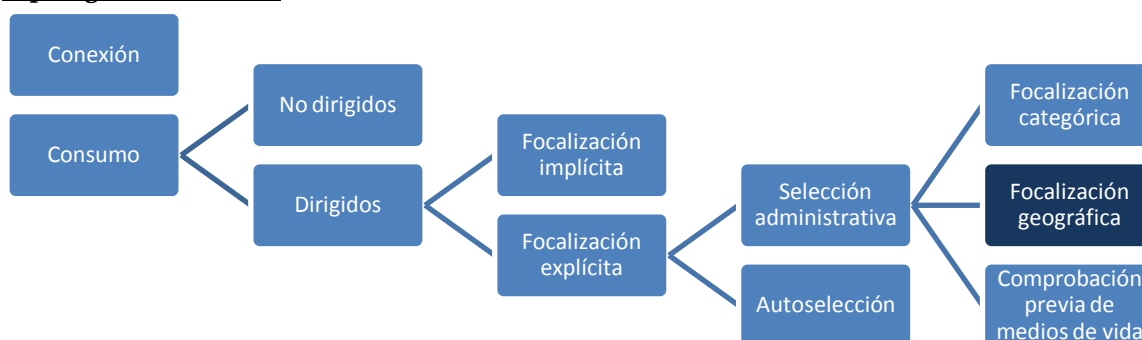 Conexión
Consumo
No dirigidos
Dirigidos
Focalización
implícita
Focalización
explícita
Selección
administrativa
Autoselección
Focalización
categórica
Focalización
geográfica
Comprobación
previa de
medios de vida